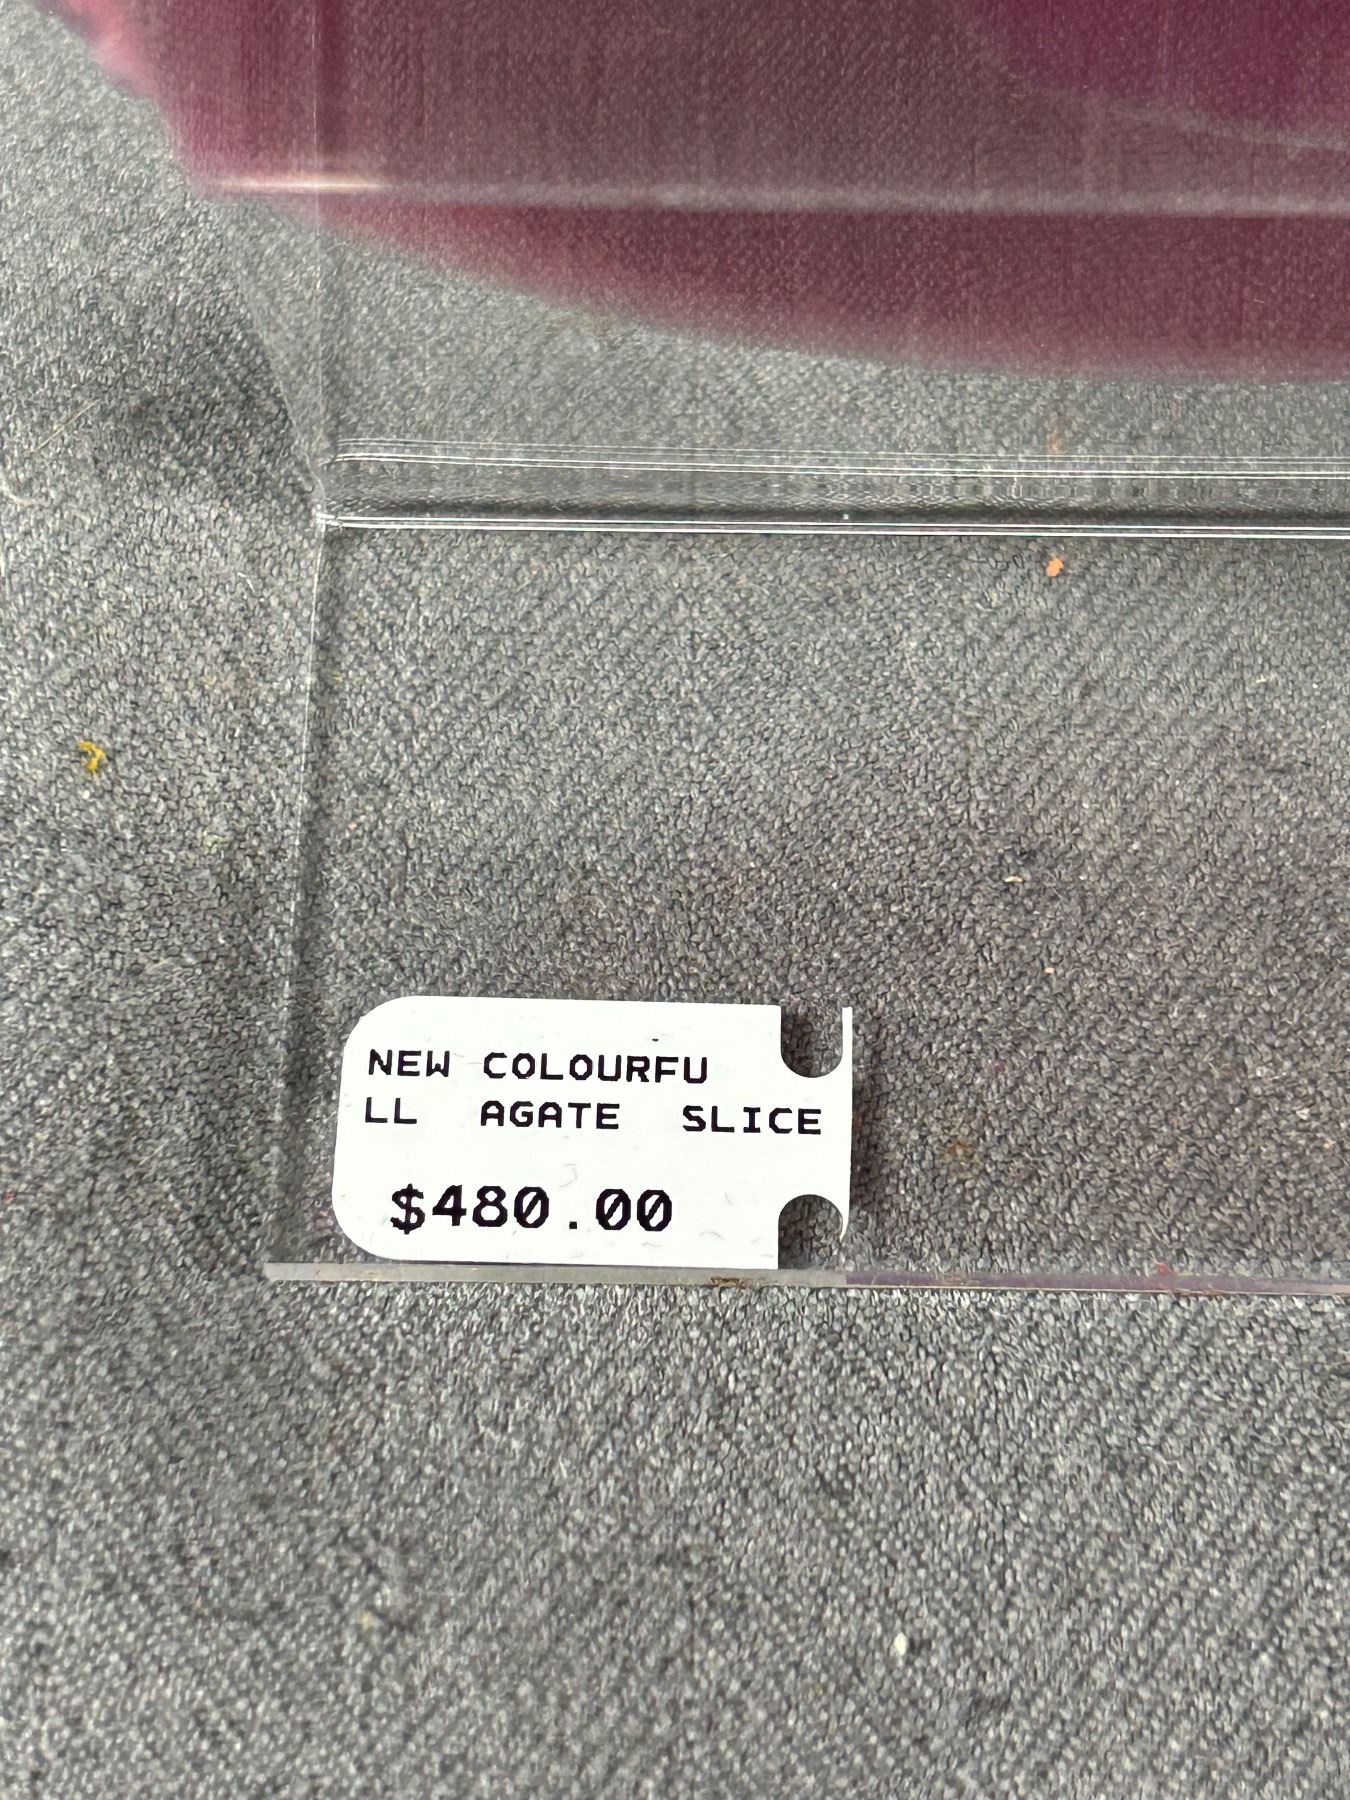 NEW COLOURFU
LL AGATE SLICE
$480.00